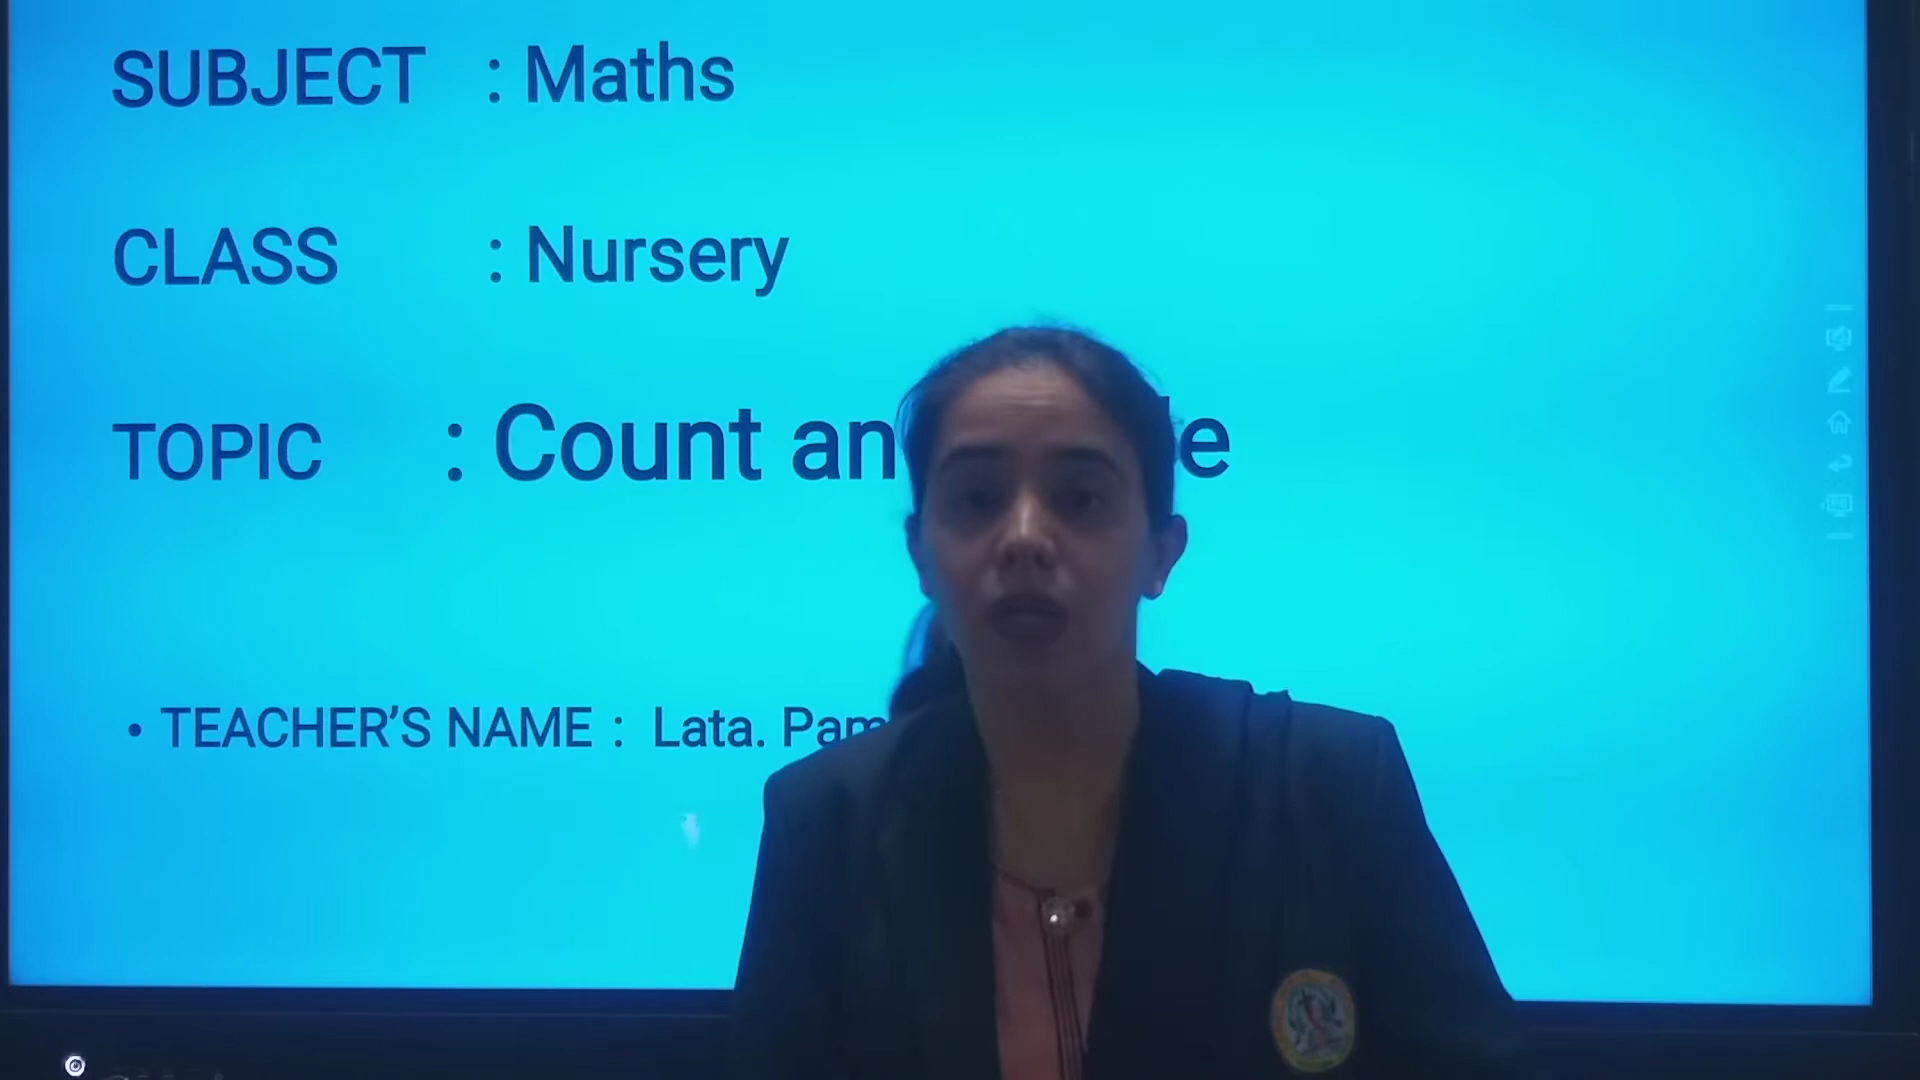 SUBJECT : Maths
CLASS : Nursery
TOPIC : Count an
• TEACHER'S NAME : Lata.